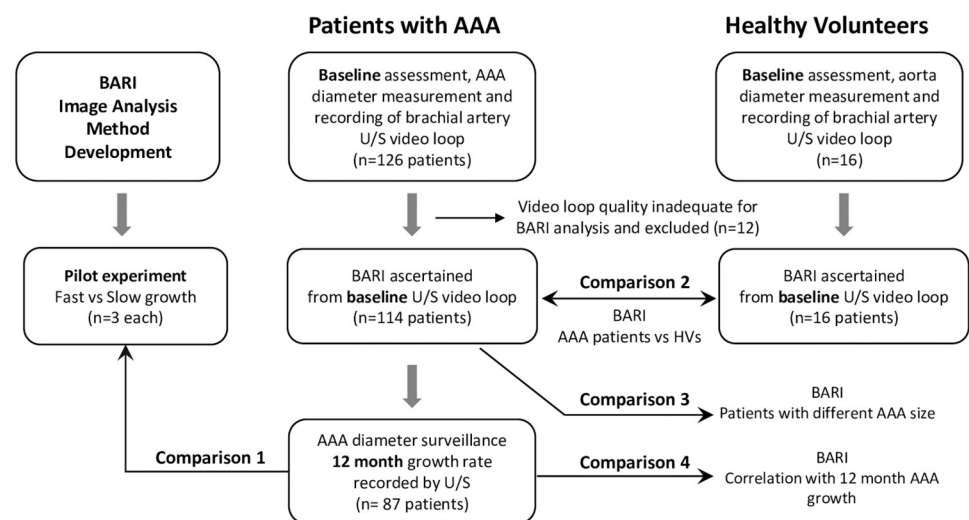 Patients with AAA
Healthy Volunteers
BARI
Image Analysis
Method
Development
Baseline assessment, AAA
diameter measurement and
recording of brachial artery
U/S video loop
(n=126 patients)
Baseline assessment, aorta
diameter measurement and
recording of brachial artery
U/S video loop
(n=16)
Video loop quality inadequate for
BARI analysis and excluded (n=12)
Pilot experiment
Fast vs Slow growth
(n=3 each)
BARI ascertained
from baseline U/S video loop
(n=114 patients)
Comparison 2
BARI
AAA patients vs HVs
BARI ascertained
from baseline U/S video loop
(n=16 patients)
Comparison 3
BARI
Patients with different AAA size
Comparison 1
AAA diameter surveillance
12 month growth rate
recorded by U/S
(n= 87 patients)
Comparison 4
BARI
Correlation with 12 month AAA
growth